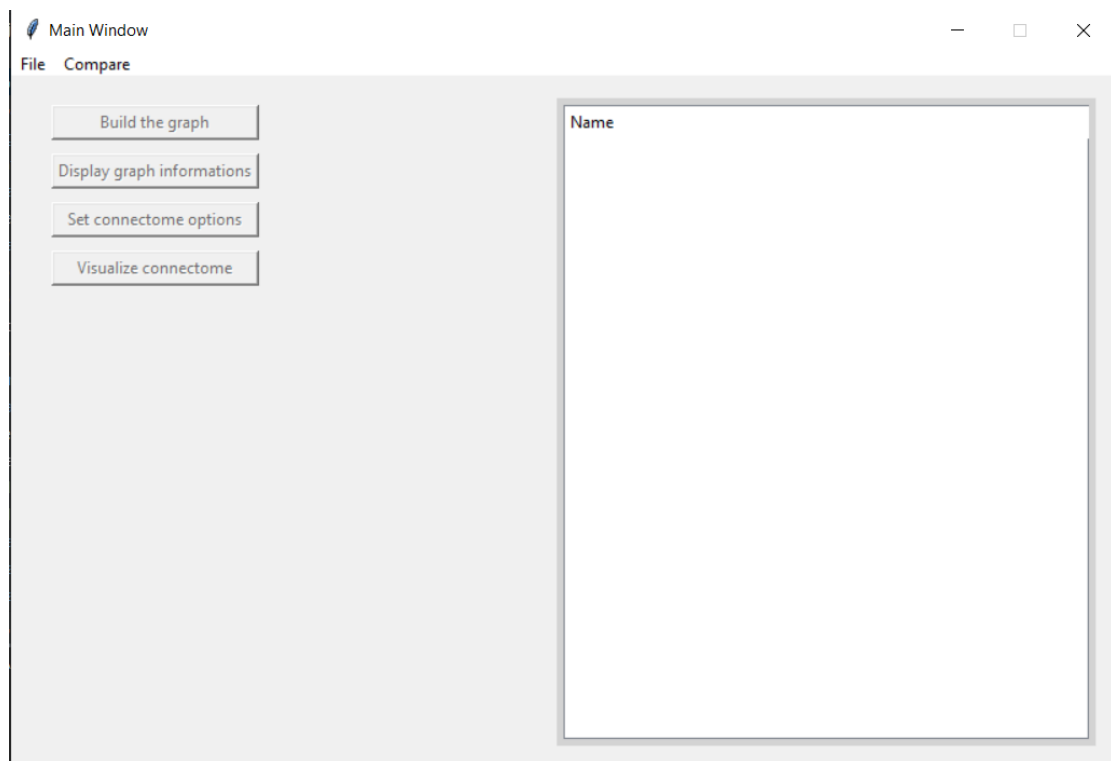 Main Window
File Compare
Build the graph
Display graph informations
Set connectome options
Visualize connectome
Name